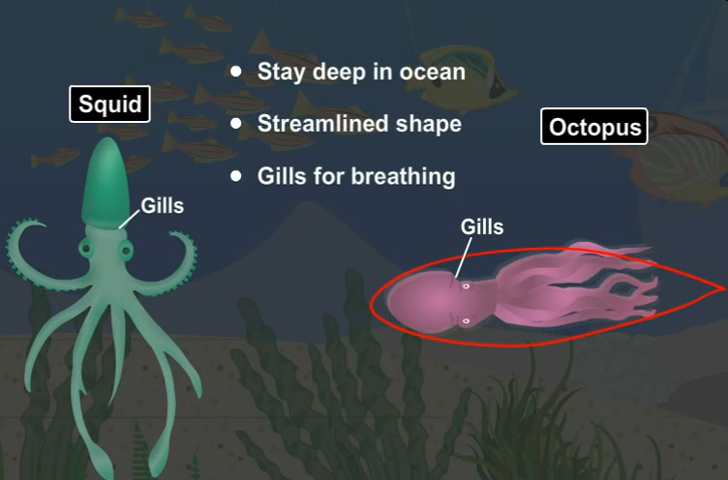 Squid
Gills
• Stay deep in ocean
• Streamlined shape
• Gills for breathing
Octopus
Gills